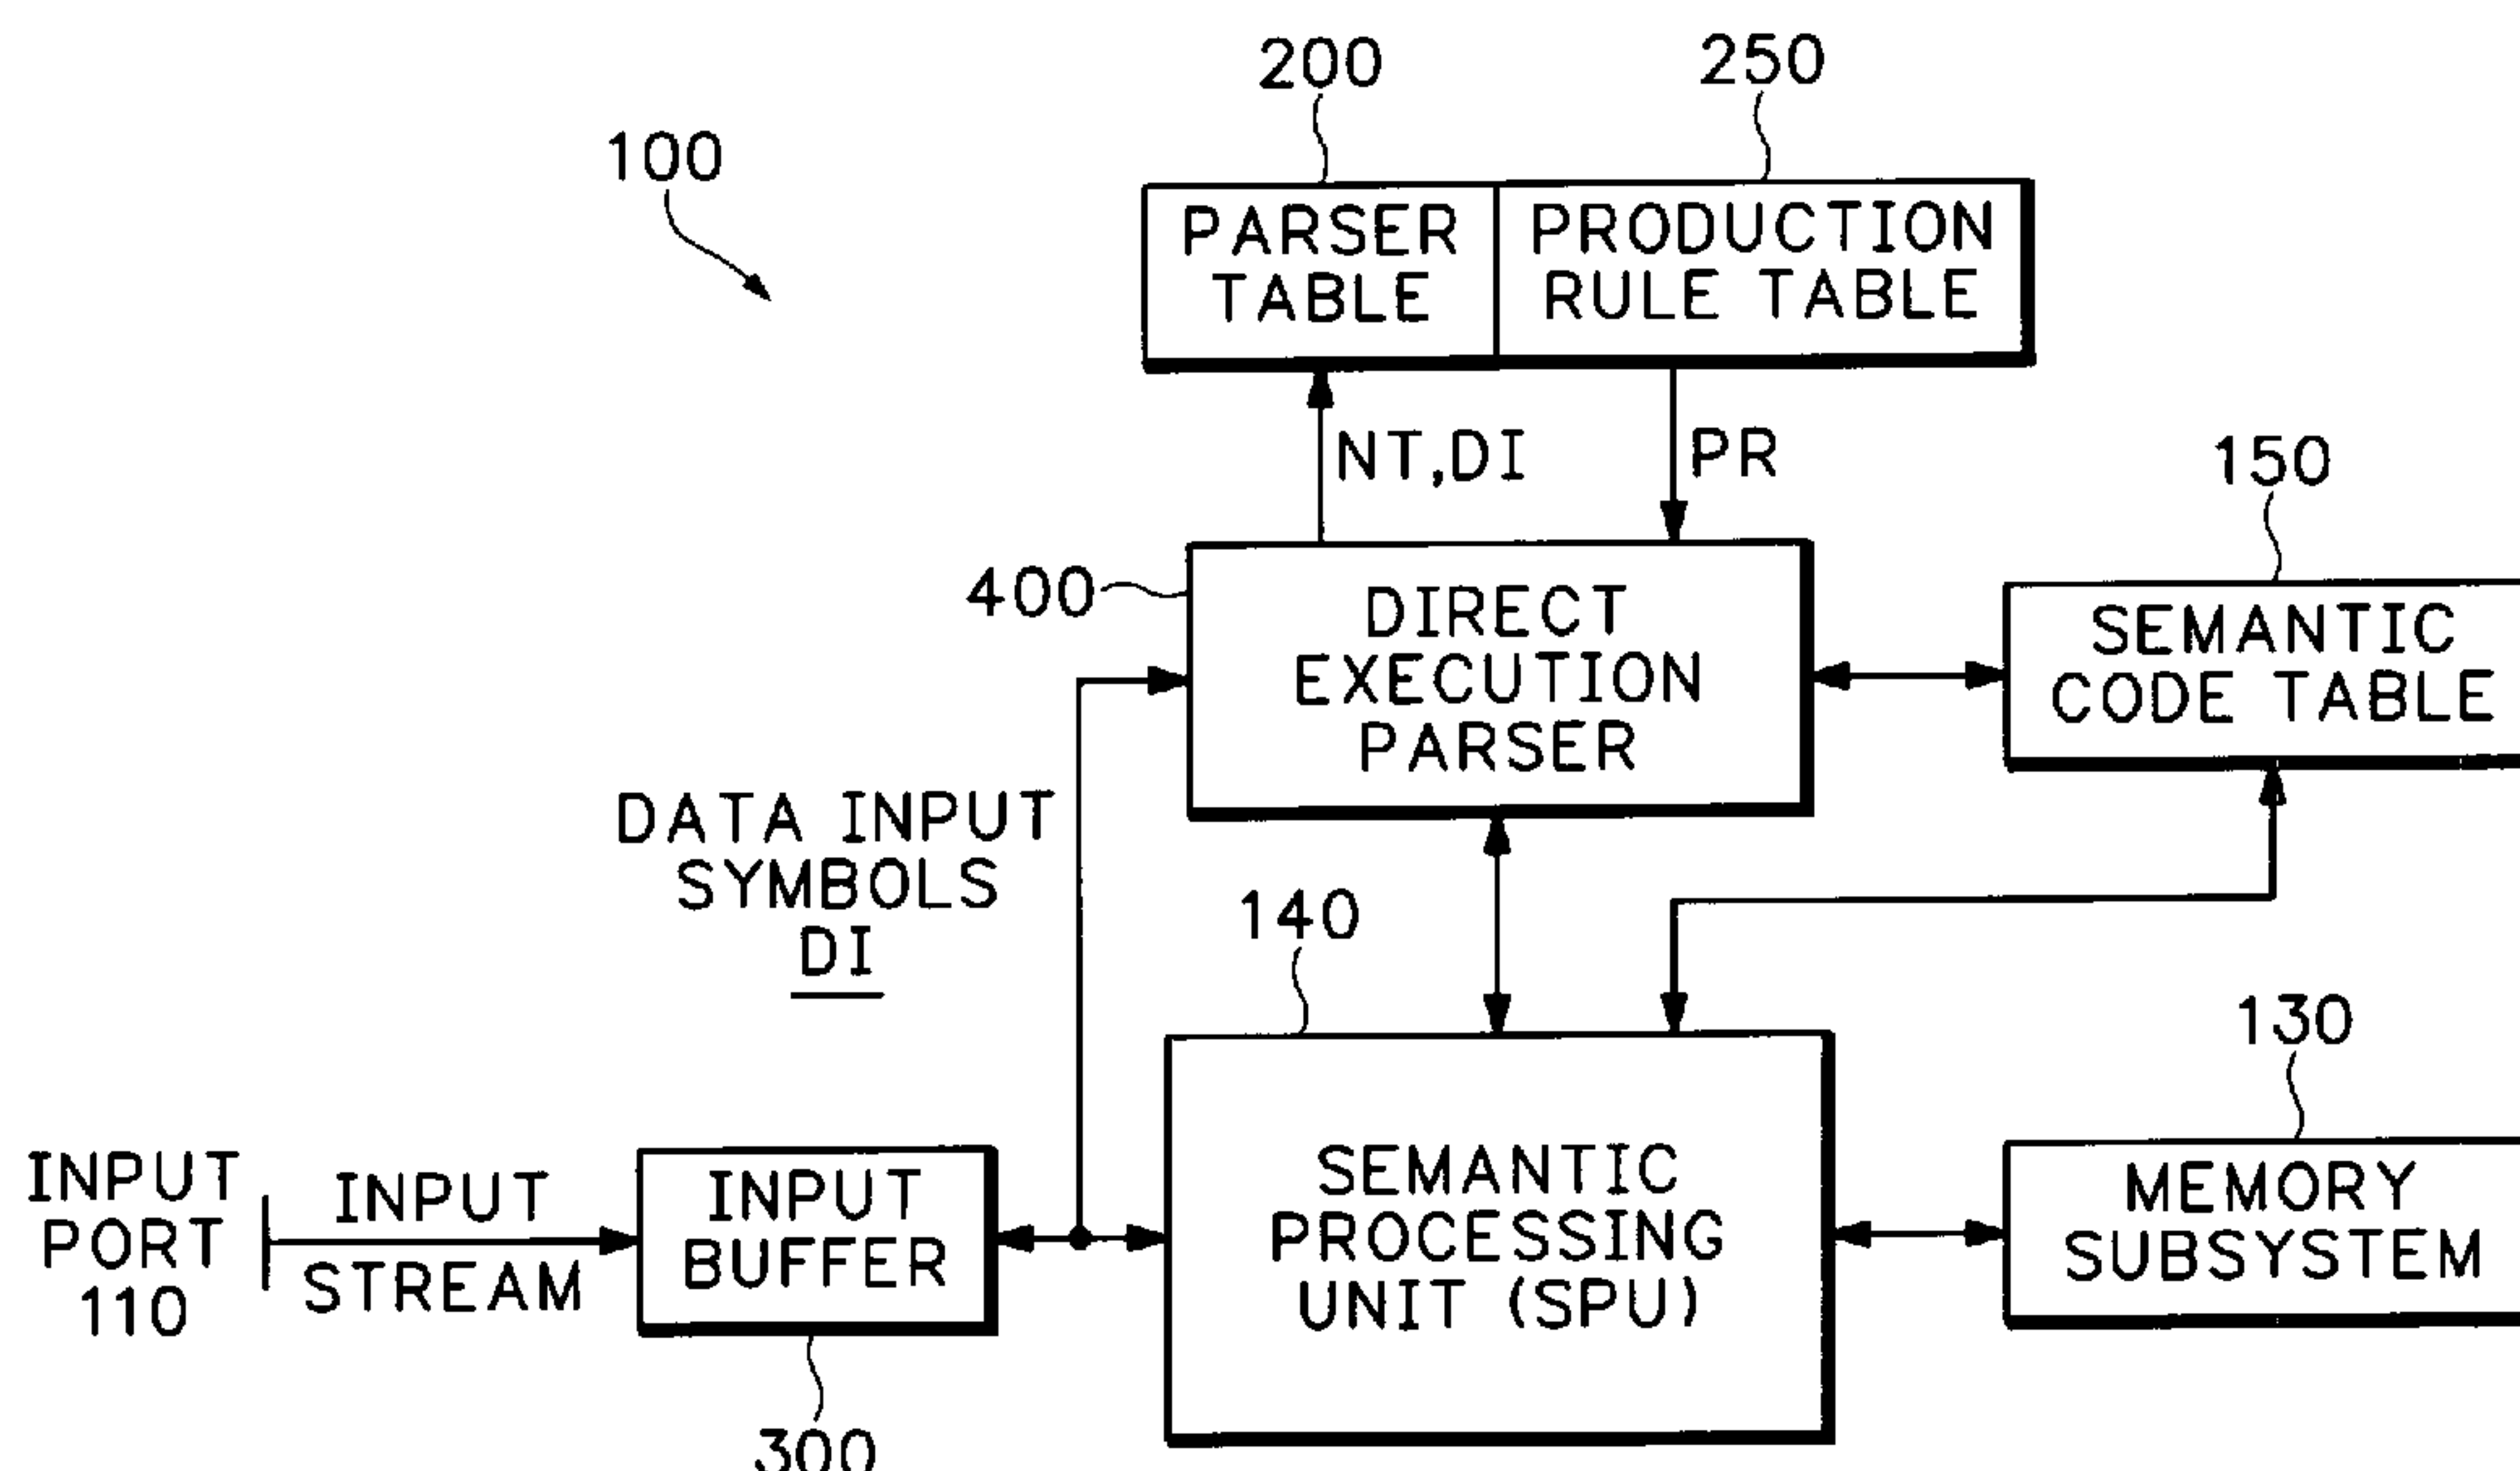 200
250
100
PARSER
TABLE
PRODUCTION
RULE TABLE
NT,DI
PR
150
400
DIRECT
EXECUTION
PARSER
SEMANTIC
CODE TABLE
DATA INPUT
SYMBOLS
DI
140
130
INPUT
PORT
110
INPUT
STREAM
INPUT
BUFFER
SEMANTIC
PROCESSING
UNIT (SPU)
MEMORY
SUBSYSTEM
300